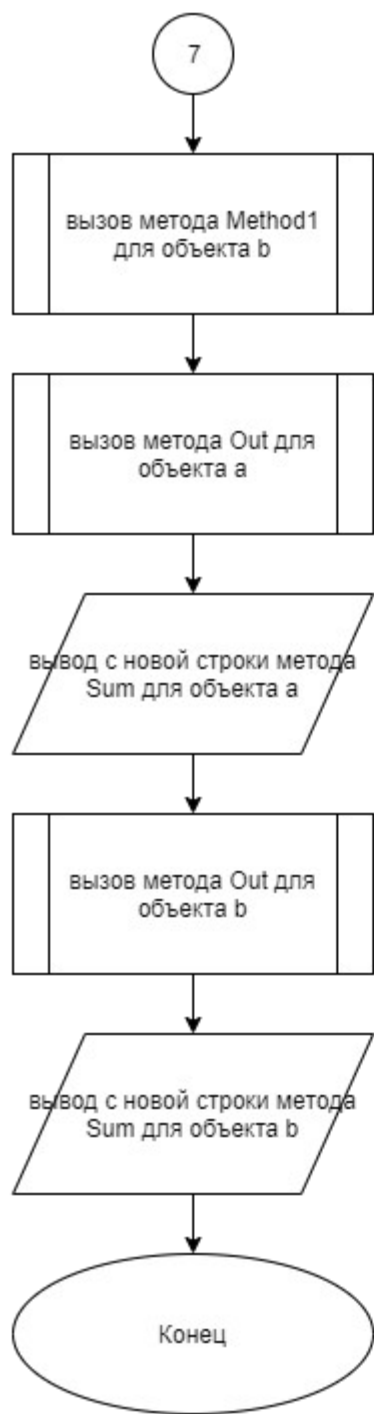 7
вызов метода Method1
для объекта b
вызов метода Out для
объекта a
вывод с новой строки метода
Sum для объекта a
вызов метода Out для
объекта b
вывод с новой строки метода
Sum для объекта b
Конец